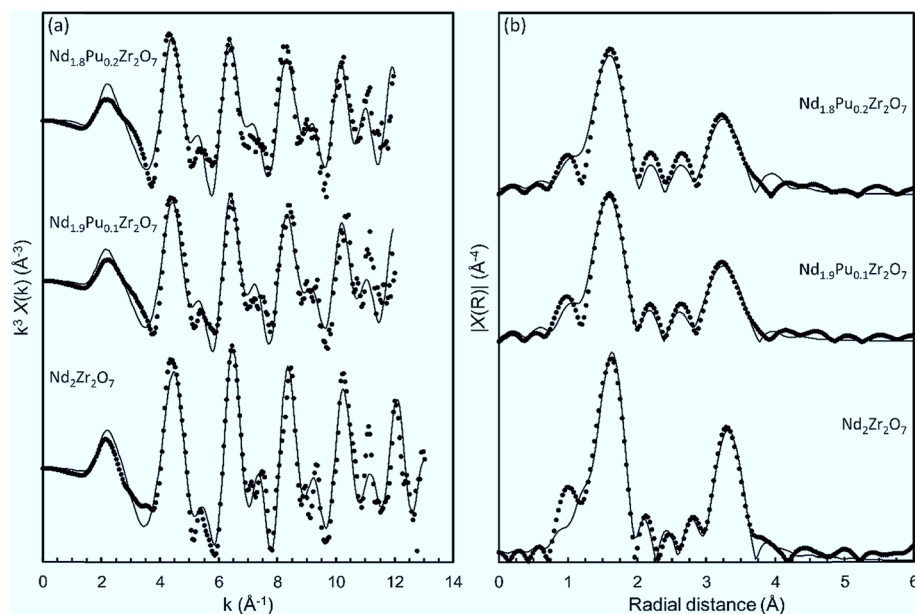 (a)
Nd₁.₈Pu₀.₂Zr₂O₇
Nd₁.₉Pu₀.₁Zr₂O₇
Nd₂Zr₂O₇
k³ X(k) (Å⁻³)
0 2 4 6 8 10 12 14
k (Å⁻¹)
(b)
Nd₁.₈Pu₀.₂Zr₂O₇
Nd₁.₉Pu₀.₁Zr₂O₇
Nd₂Zr₂O₇
|X(R)| (Å⁻⁴)
0 1 2 3 4 5 6
Radial distance (Å)